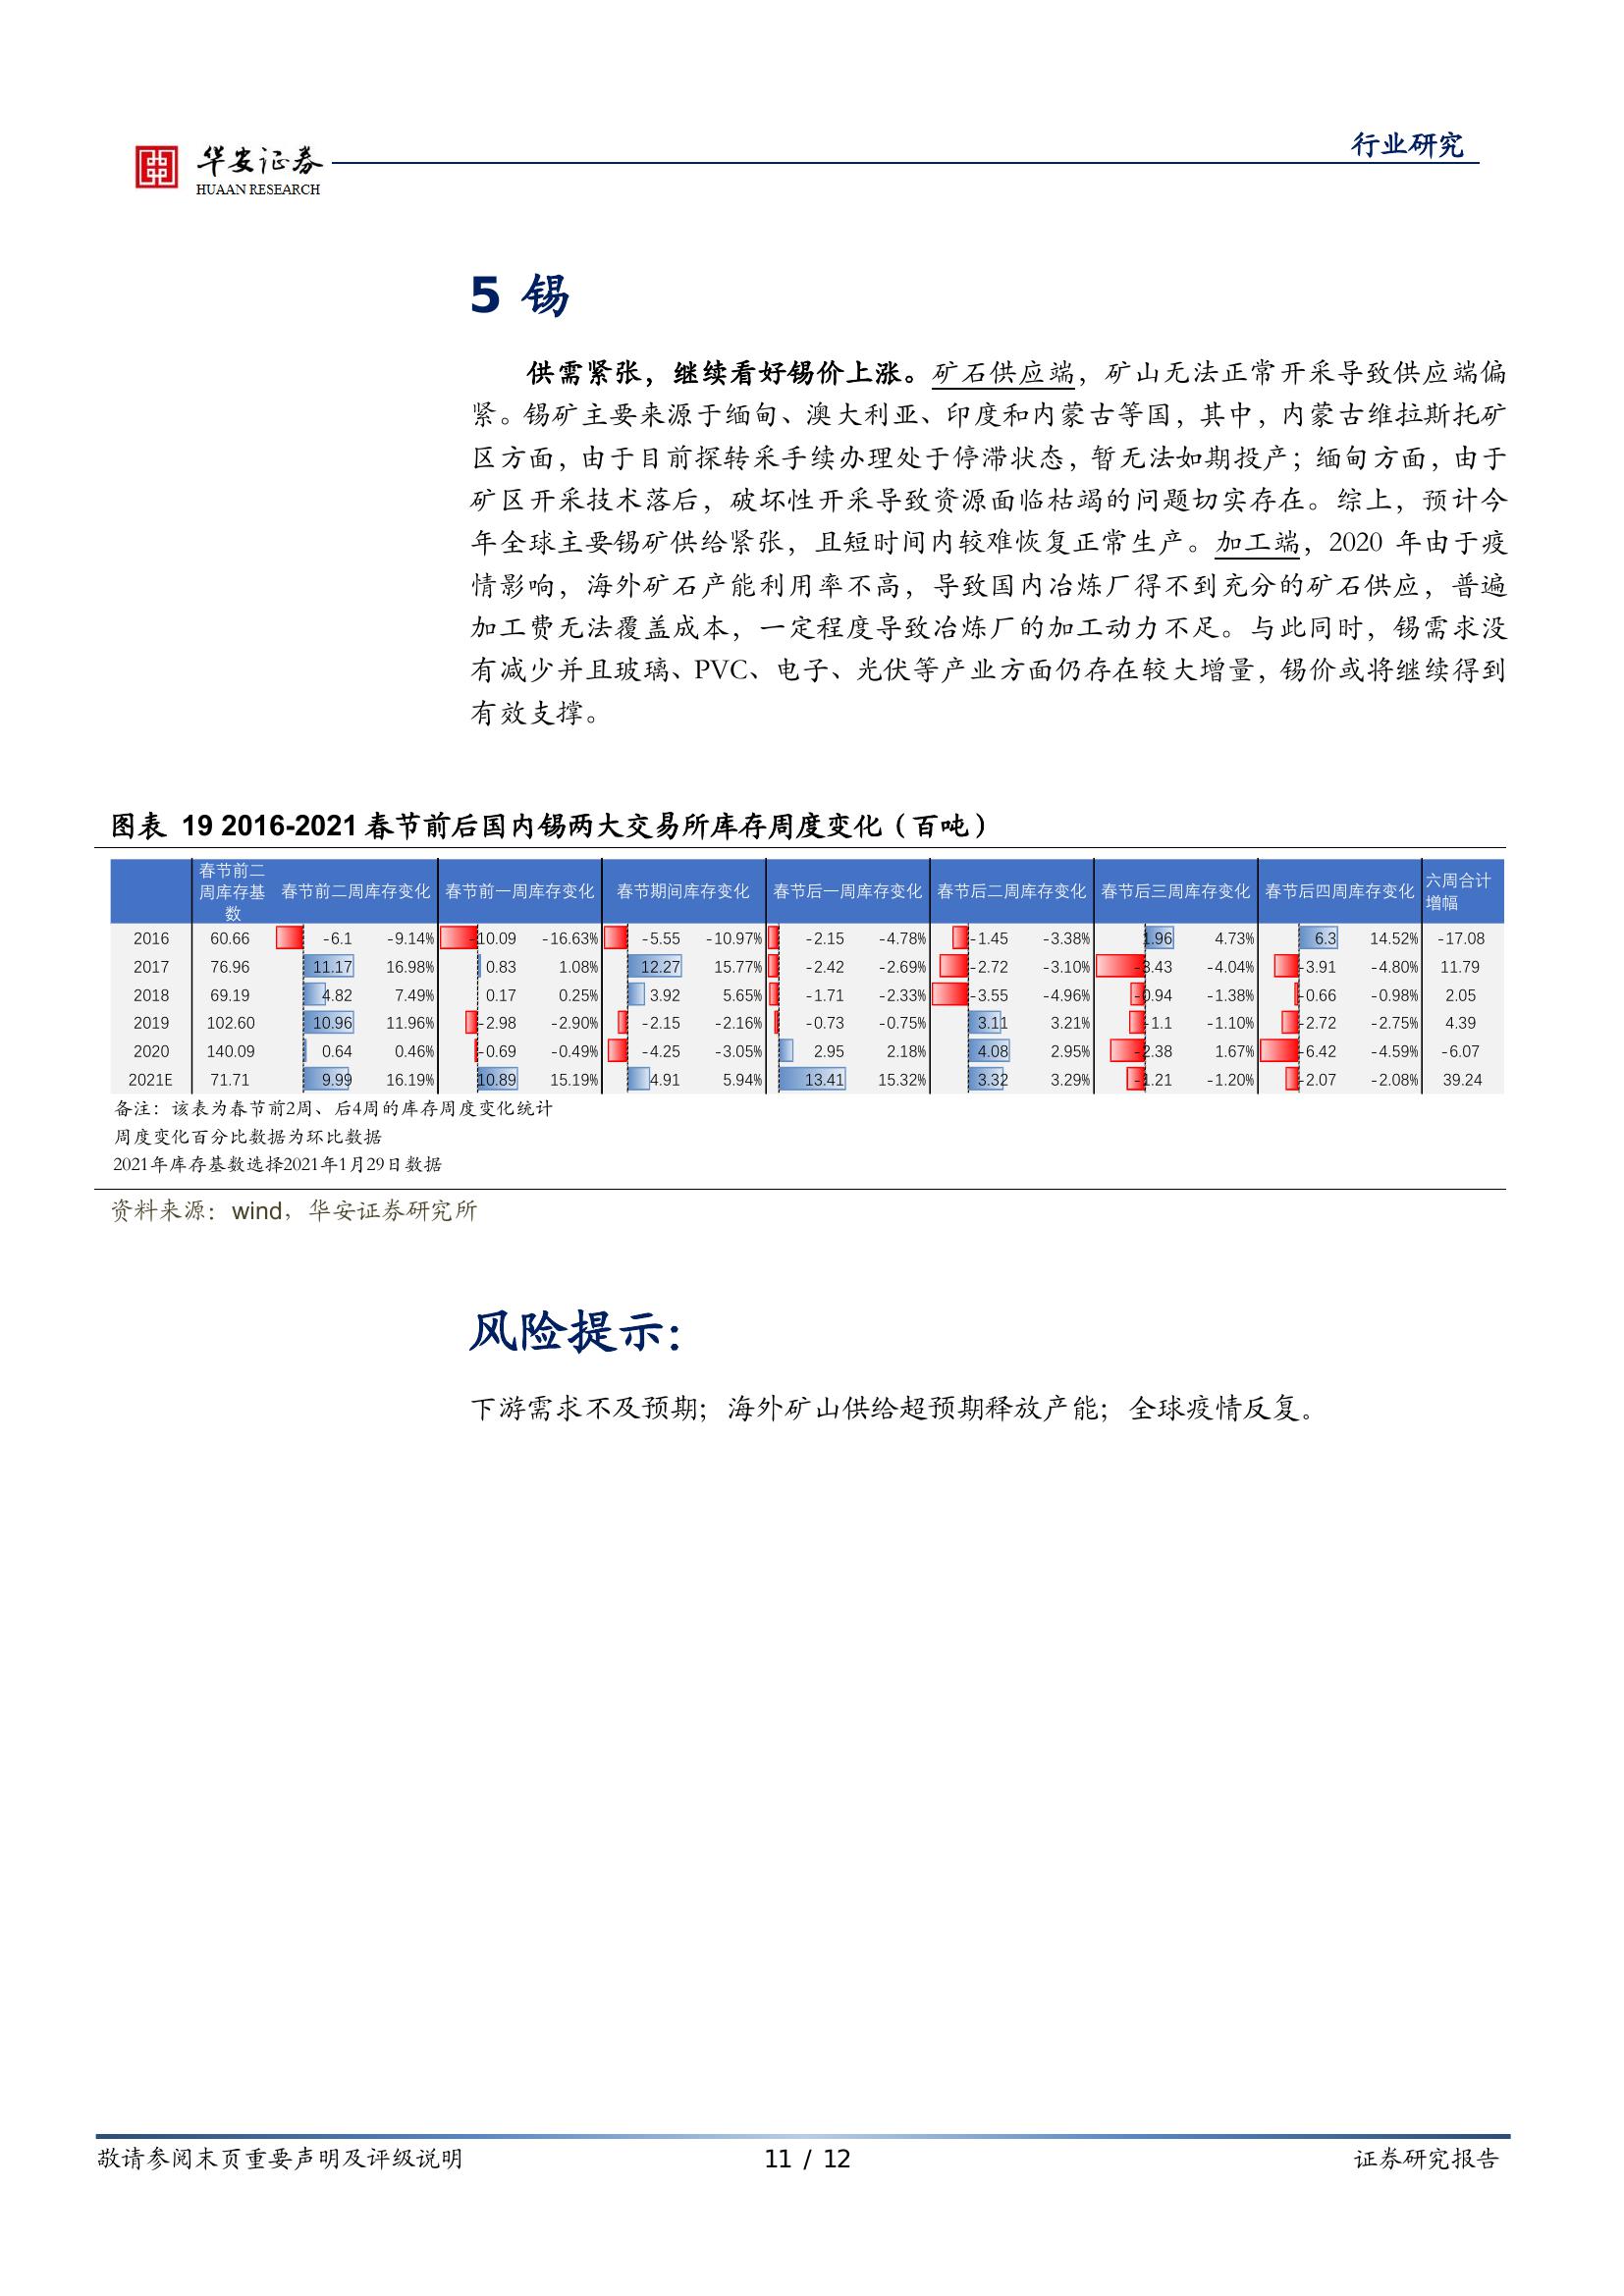 华安证券
HUAAN RESEARCH
行业研究
5 锡
供需紧张，继续看好锡价上涨。矿石供应端，矿山无法正常开采导致供应端偏
紧。锡矿主要来源于缅甸、澳大利亚、印度和内蒙古等国，其中，内蒙古维拉斯托矿
区方面，由于目前探转采手续办理处于停滞状态，暂无法如期投产；缅甸方面，由于
矿区开采技术落后，破坏性开采导致资源面临枯竭的问题切实存在。综上，预计今
年全球主要锡矿供给紧张，且短时间内较难恢复正常生产。加工端，2020 年由于疫
情影响，海外矿石产能利用率不高，导致国内冶炼厂得不到充分的矿石供应，普遍
加工费无法覆盖成本，一定程度导致冶炼厂的加工动力不足。与此同时，锡需求没
有减少并且玻璃、PVC、电子、光伏等产业方面仍存在较大增量，锡价或将继续得到
有效支撑。
图表 19 2016-2021 春节前后国内锡两大交易所库存周度变化（百吨）
春节前二周库存基数 春节前二周库存变化 春节前一周库存变化 春节期间库存变化 春节后一周库存变化 春节后二周库存变化 春节后三周库存变化 春节后四周库存变化 六周合计增幅
2016 60.66 -6.1 -9.14% -10.09 -16.63% -5.55 -10.97% -2.15 -4.78% -1.45 -3.38% 1.96 4.73% 6.3 14.52% -17.08
2017 76.96 11.17 16.98% 0.83 1.08% 12.27 15.77% -2.42 -2.69% -2.72 -3.10% -3.43 -4.04% -3.91 -4.80% 11.79
2018 69.19 4.82 7.49% 0.17 0.25% 3.92 5.65% -1.71 -2.33% -3.55 -4.96% -0.94 -1.38% -0.66 -0.98% 2.05
2019 102.60 10.96 11.96% -2.98 -2.90% -2.15 -2.16% -0.73 -0.75% 3.11 3.21% -1.1 -1.10% -2.72 -2.75% 4.39
2020 140.09 0.64 0.46% -0.69 -0.49% -4.25 -3.05% 2.95 2.18% 4.08 2.95% -2.38 1.67% -6.42 -4.59% -6.07
2021E 71.71 9.99 16.19% 10.89 15.19% 4.91 5.94% 13.41 15.32% 3.32 3.29% -1.21 -1.20% -2.07 -2.08% 39.24
备注：该表为春节前2周、后4周的库存周度变化统计
周度变化百分比数据为环比数据
2021年库存基数选择2021年1月29日数据
资料来源：wind，华安证券研究所
风险提示：
下游需求不及预期；海外矿山供给超预期释放产能；全球疫情反复。
敬请参阅末页重要声明及评级说明 11 / 12 证券研究报告